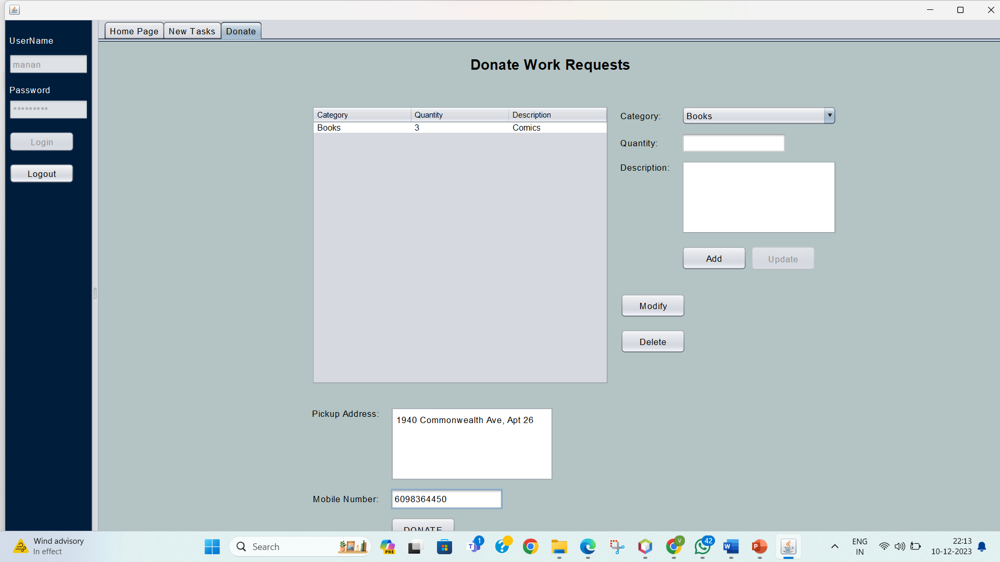 Home Page New Tasks Donate
UserName
manan
Password
*********
Login
Logout
Donate Work Requests
Category Quantity Description
Books 3 Comics
Category: Books
Quantity:
Description:
Add Update
Modify
Delete
Pickup Address: 1940 Commonwealth Ave, Apt 26
Mobile Number: 6098364450
DONATE
Wind advisory
In effect
Search
PRE
1
V
42
ENG
IN
22:13
10-12-2023